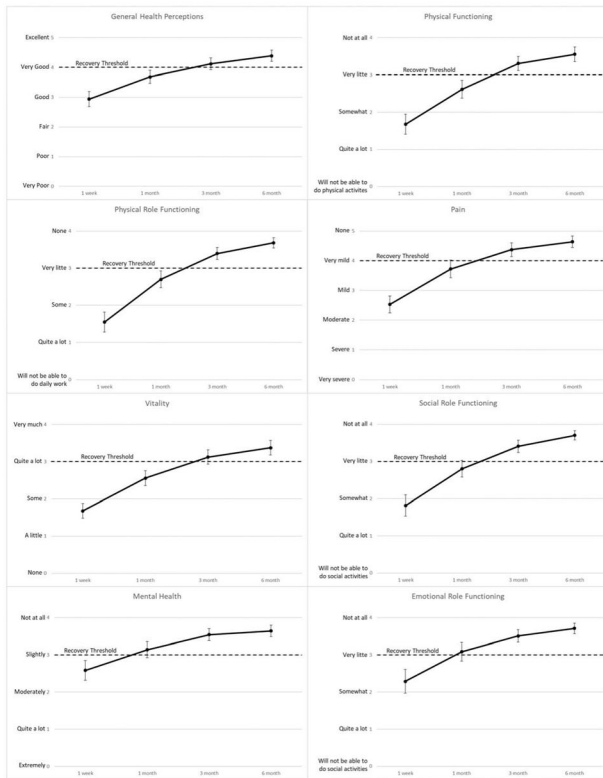 General Health Perceptions
Excellent 5
Very Good 4
Recovery Threshold
Good 3
Fair 2
Poor 1
Very Poor 0
1 week 1 month 3 month 6 month
Physical Functioning
Not at all 4
Recovery Threshold
Very litte 3
Somewhat 2
Quite a lot 1
Will not be able to
do physical activites 0
1 week 1 month 3 month 6 month
Physical Role Functioning
None 4
Recovery Threshold
Very litte 3
Some 2
Quite a lot 1
Will not be able to
do daily work 0
1 week 1 month 3 month 6 month
Pain
None 5
Recovery Threshold
Very mild 4
Mild 3
Moderate 2
Severe 1
Very severe 0
1 week 1 month 3 month 6 month
Vitality
Very much 4
Recovery Threshold
Quite a lot 3
Some 2
A little 1
None 0
1 week 1 month 3 month 6 month
Social Role Functioning
Not at all 4
Recovery Threshold
Very litte 3
Somewhat 2
Quite a lot 1
Will not be able to
do social activities 0
1 week 1 month 3 month 6 month
Mental Health
Not at all 4
Recovery Threshold
Slightly 3
Moderately 2
Quite a lot 1
Extremely 0
1 week 1 month 3 month 6 month
Emotional Role Functioning
Not at all 4
Recovery Threshold
Very litte 3
Somewhat 2
Quite a lot 1
Will not be able to
do social activities 0
1 week 1 month 3 month 6 month